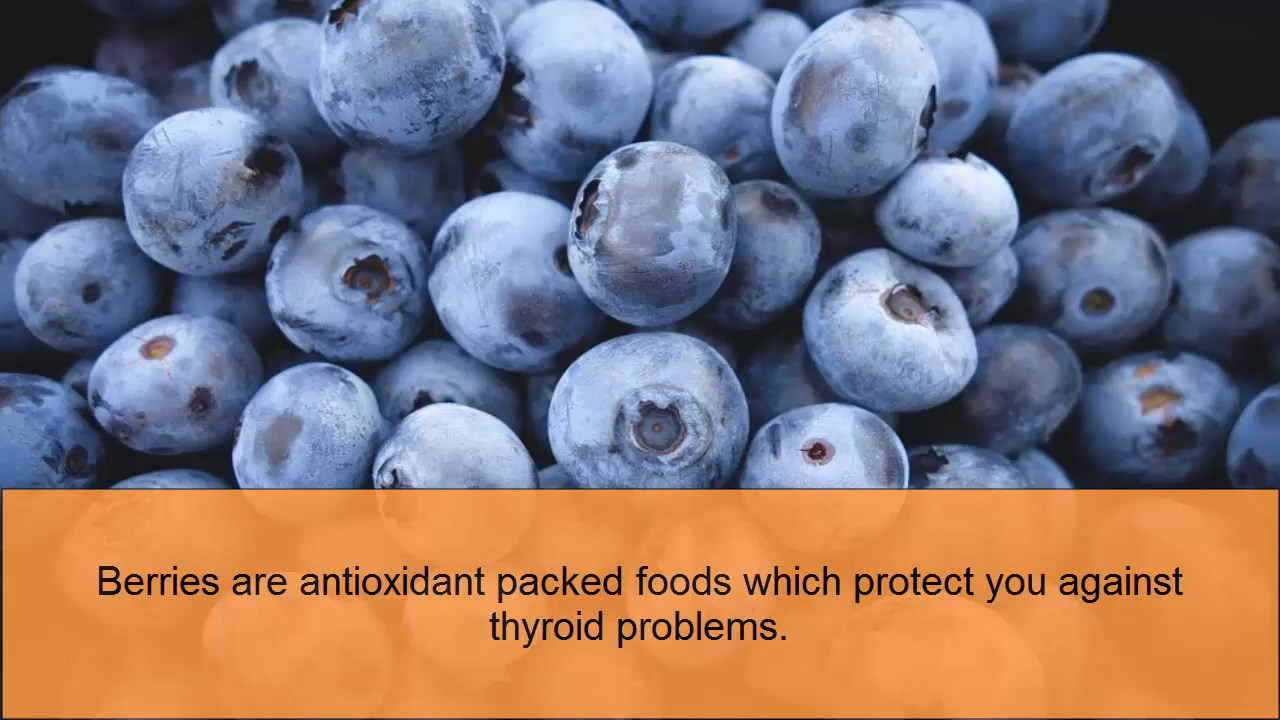 Berries are antioxidant packed foods which protect you against
thyroid problems.